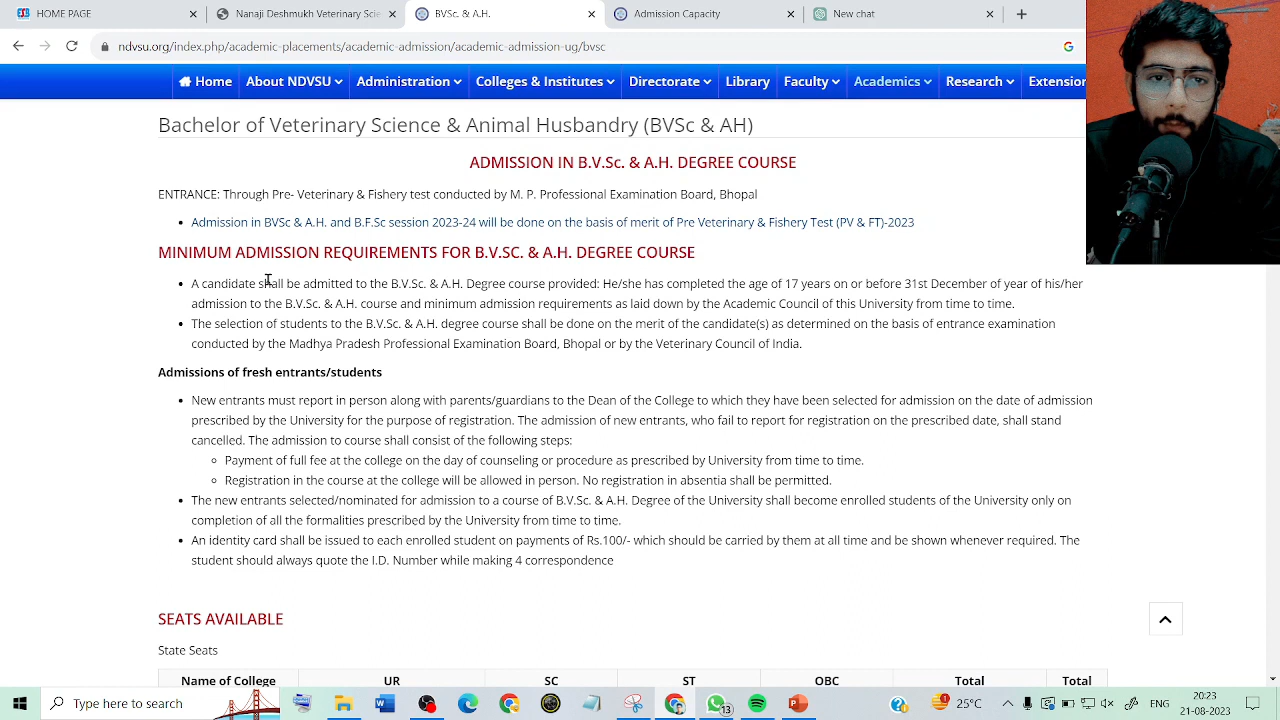 HOME PAGE
Nanaji Deshmukh Veterinary Scie
BVSc. & A.H.
Admission Capacity
New chat
ndvsu.org/index.php/academic-placements/academic-admission/academic-admission-ug/bvsc
Home About NDVSU Administration Colleges & Institutes Directorate Library Faculty Academics Research Extension
Bachelor of Veterinary Science & Animal Husbandry (BVSc & AH)
ADMISSION IN B.V.Sc. & A.H. DEGREE COURSE
ENTRANCE: Through Pre- Veterinary & Fishery test conducted by M. P. Professional Examination Board, Bhopal
Admission in BVSc & A.H. and B.F.Sc session 2023-24 will be done on the basis of merit of Pre Veterinary & Fishery Test (PV & FT)-2023
MINIMUM ADMISSION REQUIREMENTS FOR B.V.SC. & A.H. DEGREE COURSE
A candidate shall be admitted to the B.V.Sc. & A.H. Degree course provided: He/she has completed the age of 17 years on or before 31st December of year of his/her
admission to the B.V.Sc. & A.H. course and minimum admission requirements as laid down by the Academic Council of this University from time to time.
The selection of students to the B.V.Sc. & A.H. degree course shall be done on the merit of the candidate(s) as determined on the basis of entrance examination
conducted by the Madhya Pradesh Professional Examination Board, Bhopal or by the Veterinary Council of India.
Admissions of fresh entrants/students
New entrants must report in person along with parents/guardians to the Dean of the College to which they have been selected for admission on the date of admission
prescribed by the University for the purpose of registration. The admission of new entrants, who fail to report for registration on the prescribed date, shall stand
cancelled. The admission to course shall consist of the following steps:
Payment of full fee at the college on the day of counseling or procedure as prescribed by University from time to time.
Registration in the course at the college will be allowed in person. No registration in absentia shall be permitted.
The new entrants selected/nominated for admission to a course of B.V.Sc. & A.H. Degree of the University shall become enrolled students of the University only on
completion of all the formalities prescribed by the University from time to time.
An identity card shall be issued to each enrolled student on payments of Rs.100/- which should be carried by them at all time and be shown whenever required. The
student should always quote the I.D. Number while making 4 correspondence
SEATS AVAILABLE
State Seats
Name of College UR SC ST OBC Total Total
Type here to search
3
25°C
ENG
20:23
21-08-2023